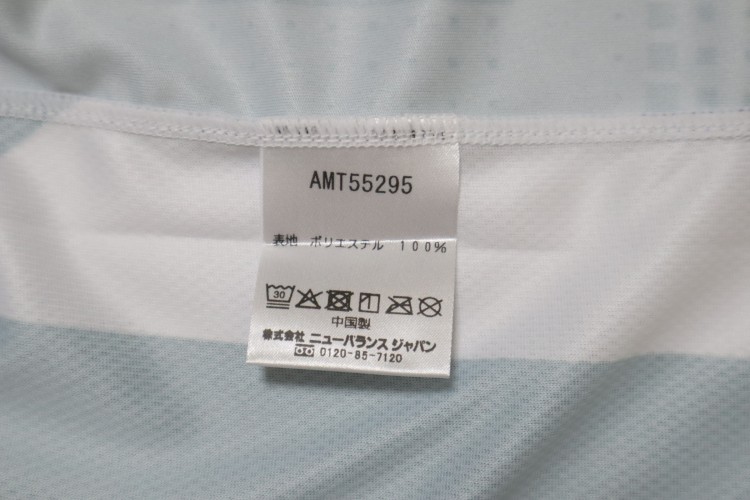 AMT55295
表地 ポリエステル 100%
30
中国製
株式会社 ニューバランス ジャパン
0120-85-7120